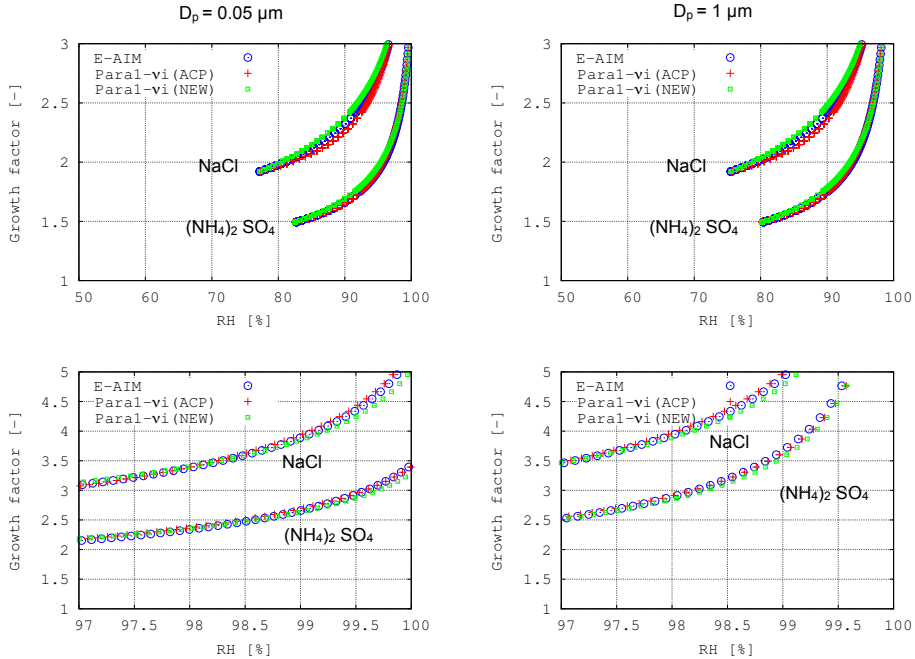 Dₚ = 0.05 µm
Dₚ = 1 µm
3
2.5
2
1.5
1
Growth factor [-]
E-AIM
Para1-νi(ACP)
Para1-νi(NEW)
NaCl
(NH₄)₂ SO₄
50 60 70 80 90 100
RH [%]
3
2.5
2
1.5
1
Growth factor [-]
E-AIM
Para1-νi(ACP)
Para1-νi(NEW)
NaCl
(NH₄)₂ SO₄
50 60 70 80 90 100
RH [%]
5
4.5
4
3.5
3
2.5
2
1.5
1
Growth factor [-]
E-AIM
Para1-νi(ACP)
Para1-νi(NEW)
NaCl
(NH₄)₂ SO₄
97 97.5 98 98.5 99 99.5 100
RH [%]
5
4.5
4
3.5
3
2.5
2
1.5
1
Growth factor [-]
E-AIM
Para1-νi(ACP)
Para1-νi(NEW)
NaCl
(NH₄)₂ SO₄
97 97.5 98 98.5 99 99.5 100
RH [%]